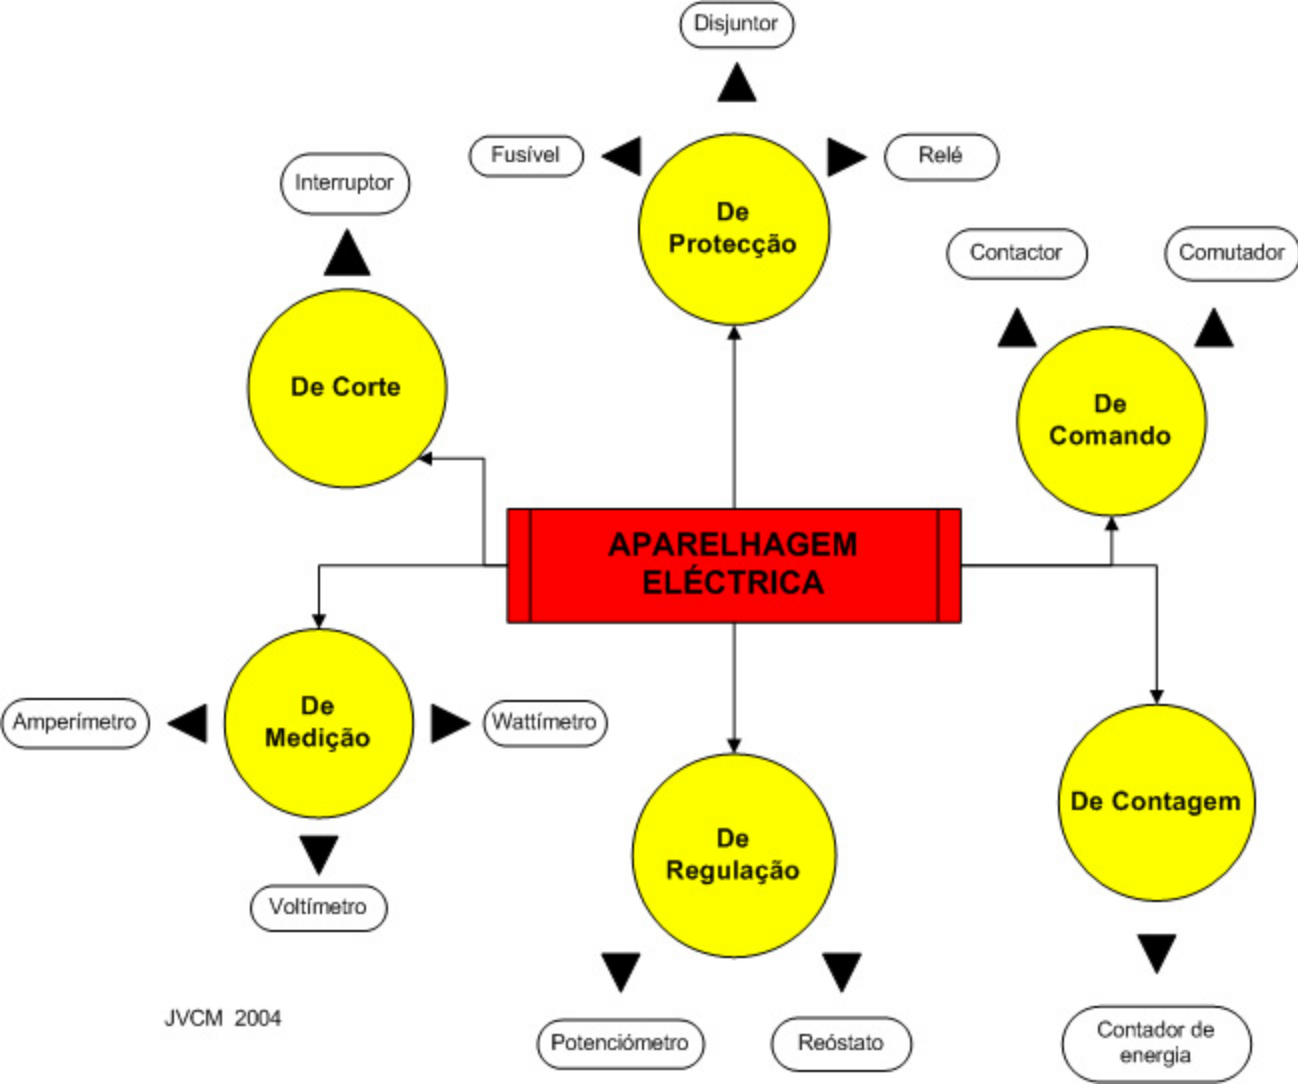 Disjuntor
Fusível
Relé
Interruptor
De
Protecção
Contactor
Comutador
De Corte
De
Comando
APARELHAGEM
ELÉCTRICA
De
Medição
Amperímetro
Wattímetro
De Contagem
De
Regulação
Voltímetro
JVCM 2004
Potenciómetro
Reóstato
Contador de
energia